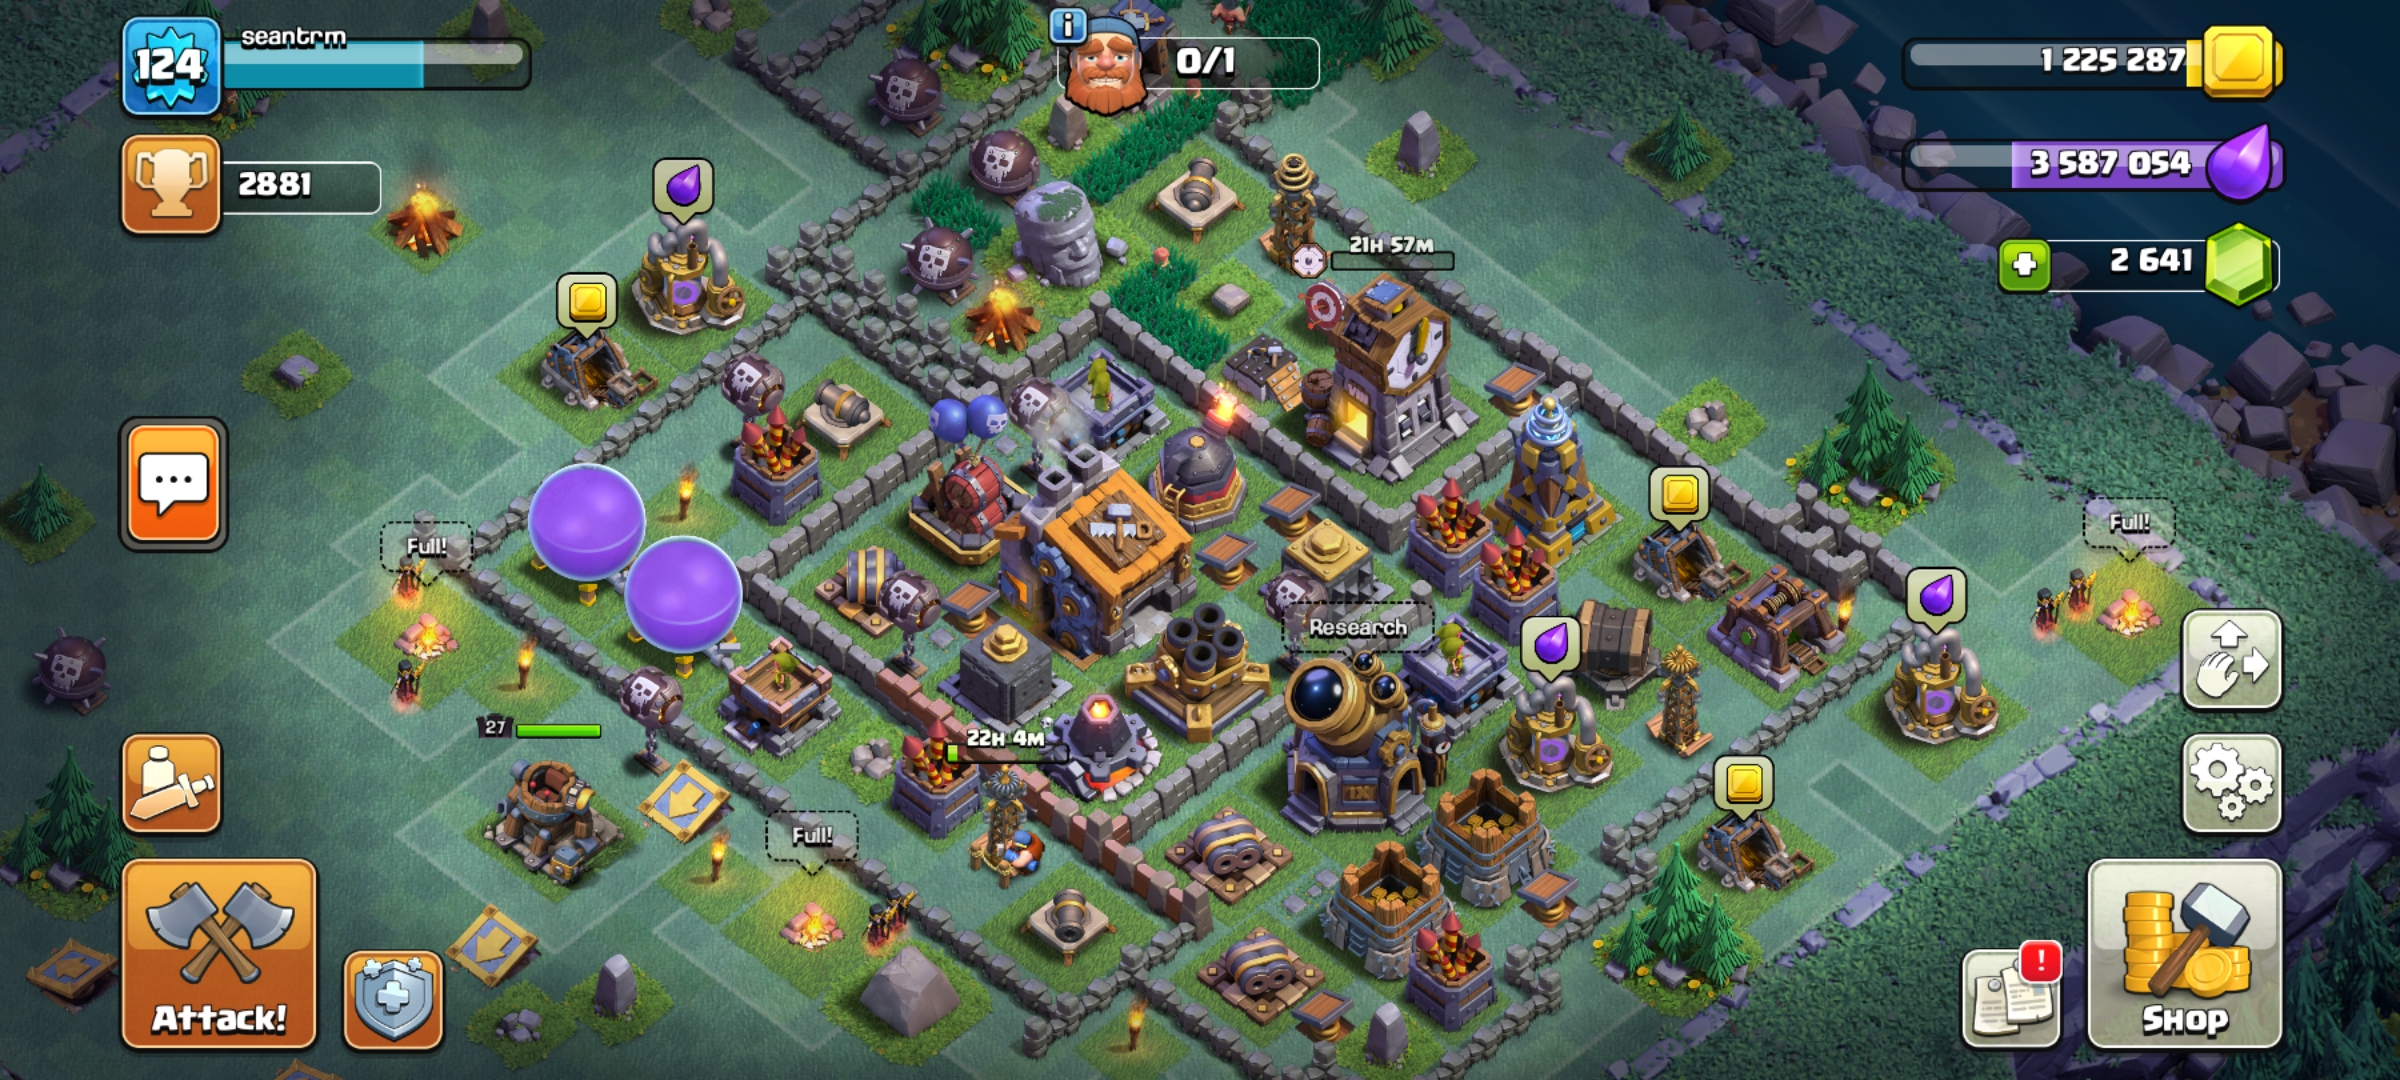 124
seantrm
2881
i
0/1
1 225 287
3 587 054
2 641
21H 57M
Full!
Full!
Research
27
22H 4M
Full!
Attack!
!
Shop